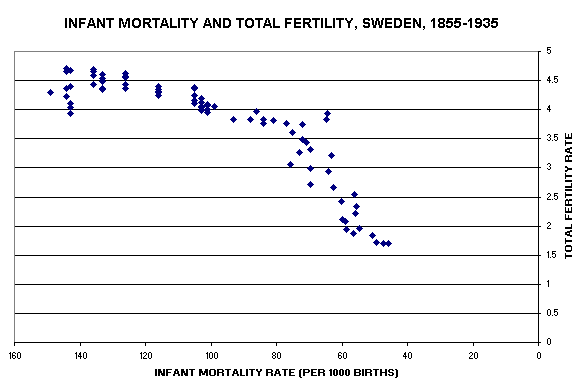 INFANT MORTALITY AND TOTAL FERTILITY, SWEDEN, 1855-1935
5
4.5
4
3.5
3
2.5
2
1.5
1
0.5
0
TOTAL FERTILITY RATE
160 140 120 100 80 60 40 20 0
INFANT MORTALITY RATE (PER 1000 BIRTHS)